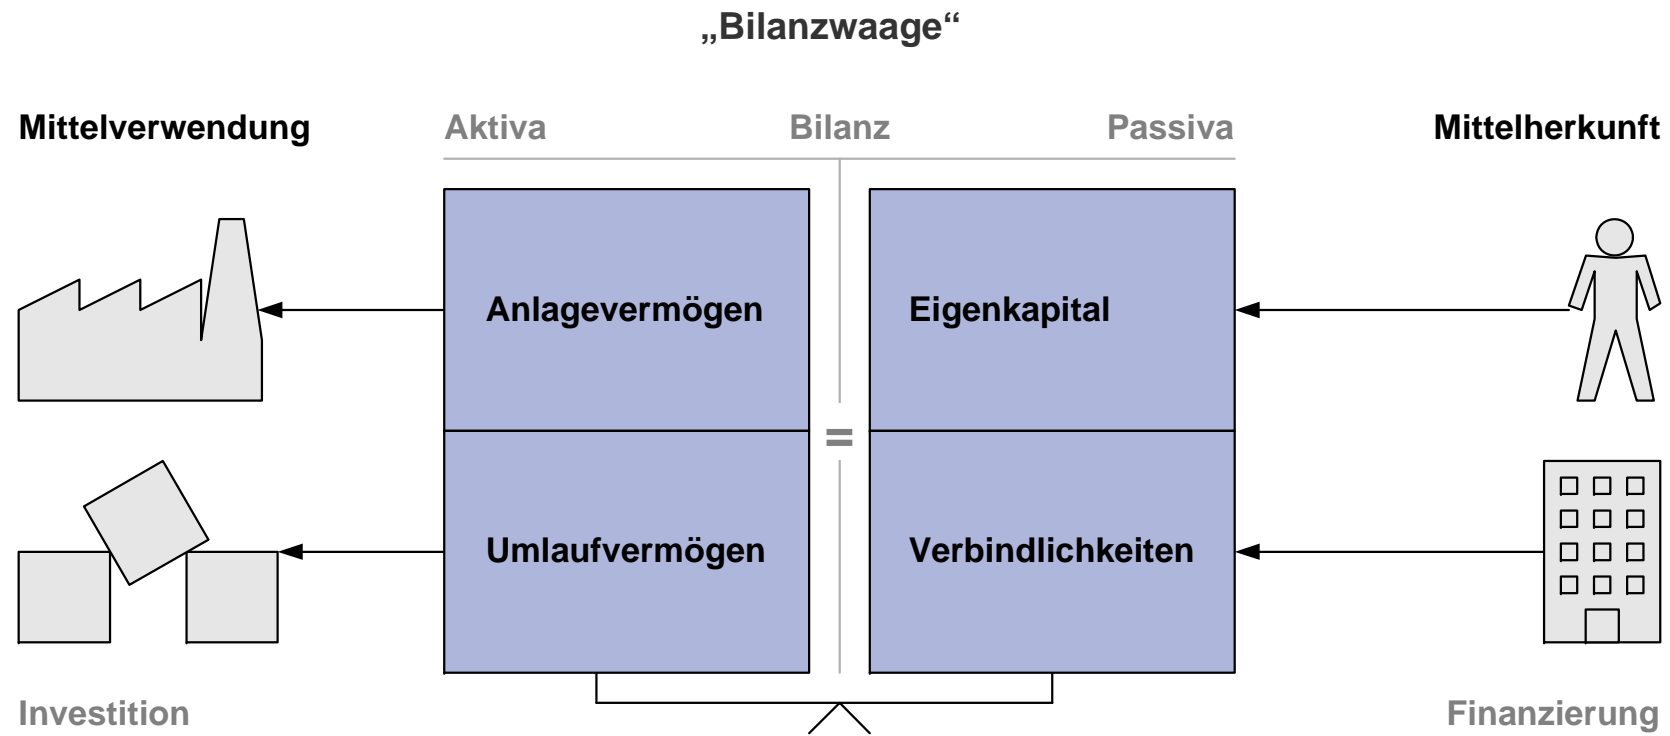 „Bilanzwaage“
Mittelverwendung Aktiva Bilanz Passiva Mittelherkunft
Anlagevermögen Eigenkapital
=
Umlaufvermögen Verbindlichkeiten
Investition Finanzierung